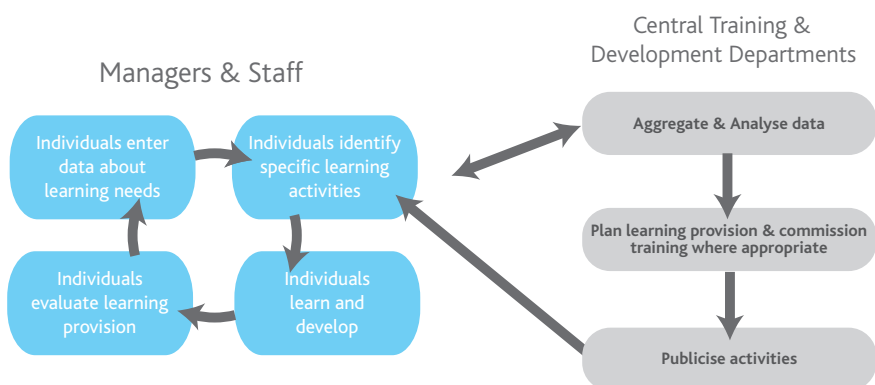 Managers & Staff
Individuals enter
data about
learning needs
Individuals identify
specific learning
activities
Individuals
evaluate learning
provision
Individuals
learn and
develop
Central Training &
Development Departments
Aggregate & Analyse data
Plan learning provision & commission
training where appropriate
Publicise activities